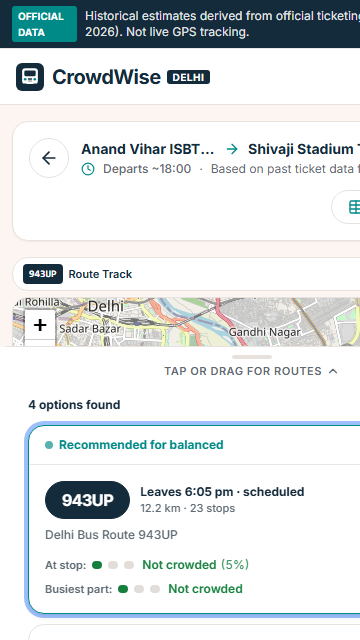 OFFICIAL
DATA
Historical estimates derived from official ticketing
2026). Not live GPS tracking.
CrowdWise DELHI
Anand Vihar ISBT... → Shivaji Stadium T
Departs ~18:00 · Based on past ticket data f
943UP Route Track
Rohilla
Delhi
+
Sadar Bazar
Gandhi Nagar
TAP OR DRAG FOR ROUTES
4 options found
Recommended for balanced
943UP
Leaves 6:05 pm · scheduled
12.2 km · 23 stops
Delhi Bus Route 943UP
At stop: Not crowded (5%)
Busiest part: Not crowded